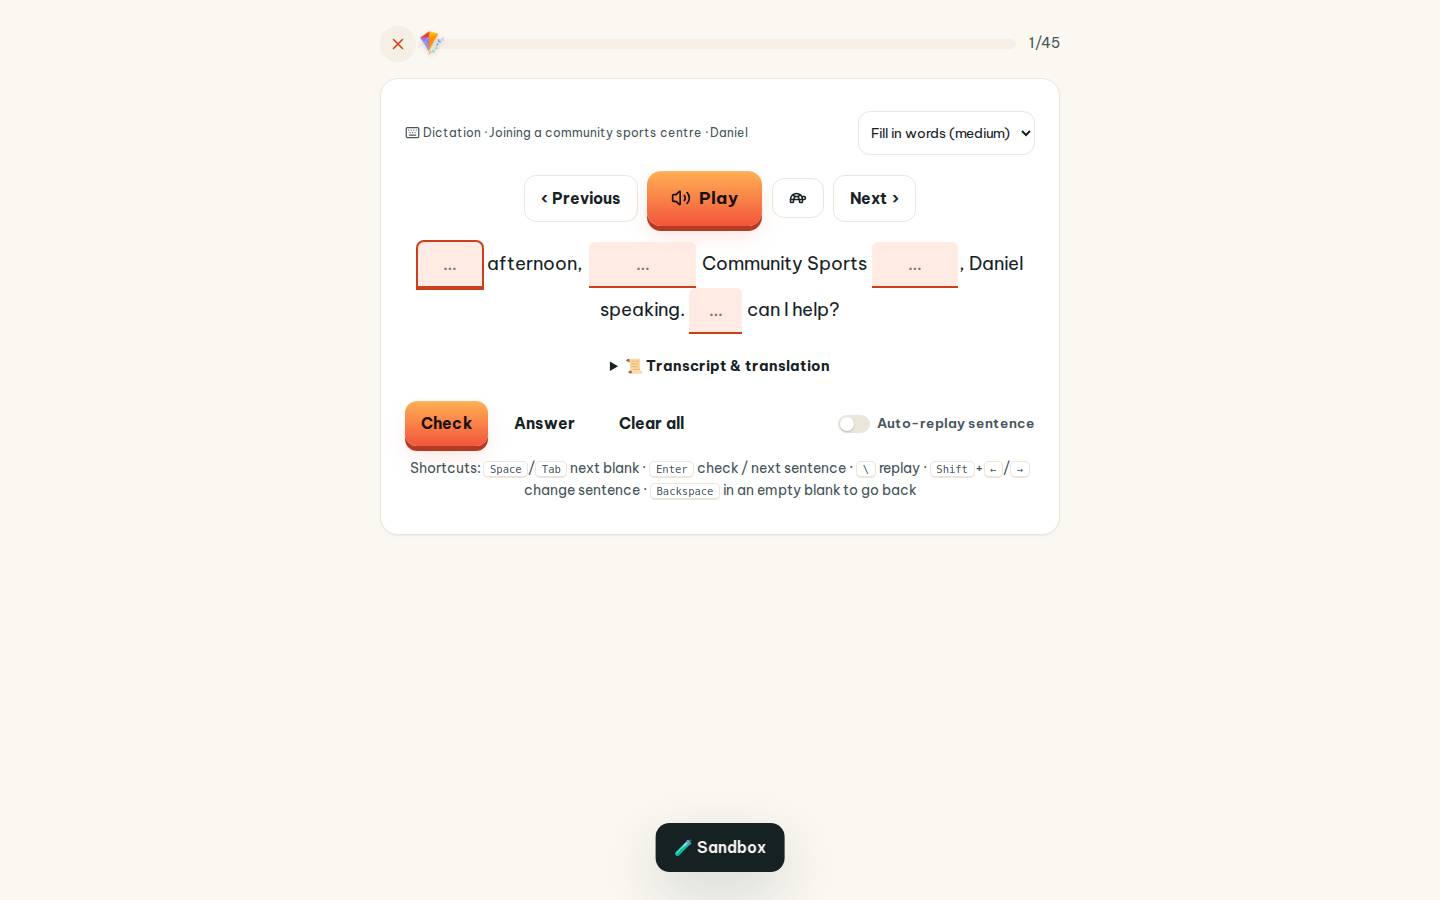 1/45
Dictation · Joining a community sports centre · Daniel
Fill in words (medium)
‹ Previous
Play
Next ›
... afternoon, ... Community Sports ... , Daniel
speaking. ... can I help?
▶ 📜 Transcript & translation
Check
Answer
Clear all
Auto-replay sentence
Shortcuts: Space / Tab next blank · Enter check / next sentence · \ replay · Shift + ← / →
change sentence · Backspace in an empty blank to go back
🧪 Sandbox